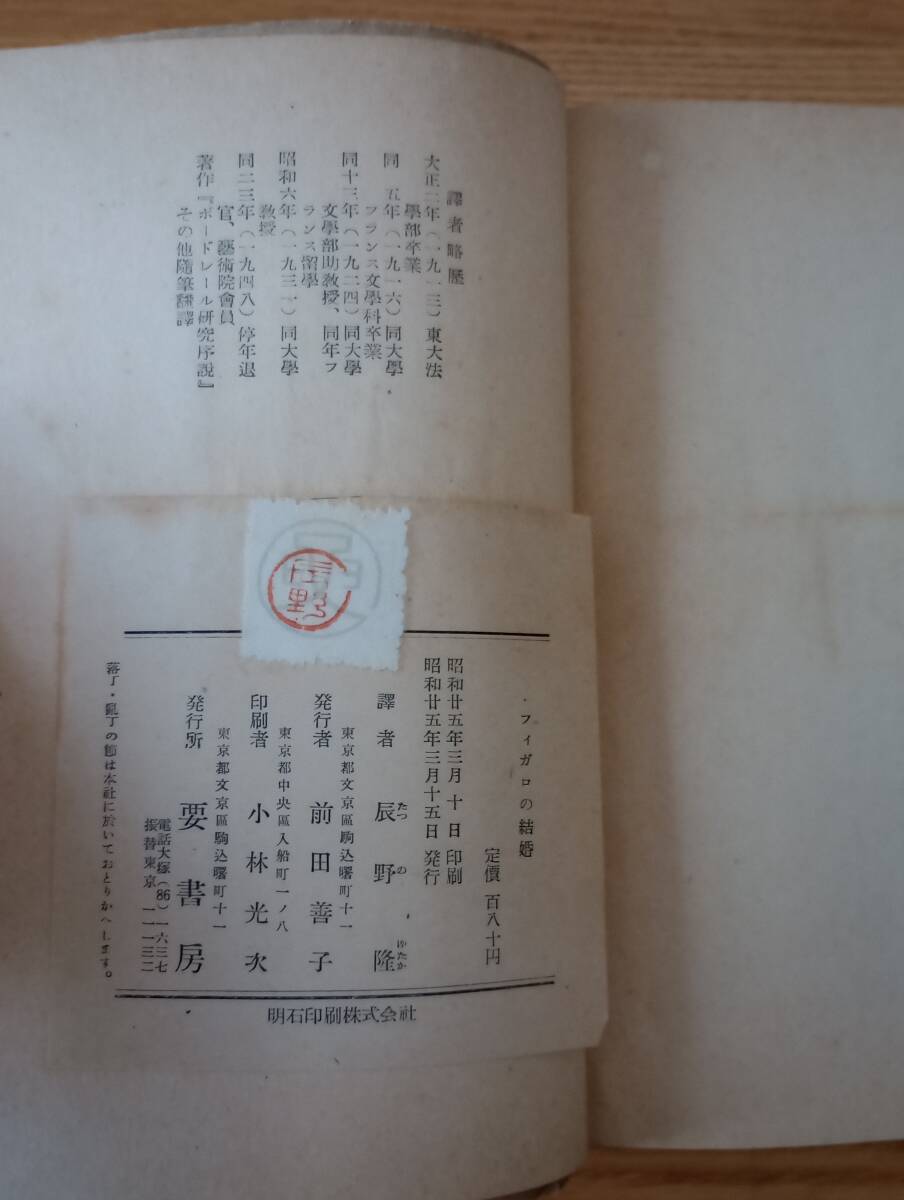 譯者略歴
大正二年(一九一三)東大法
學部卒業
同　五年(一九一六)同大學
フランス文學科卒業
同十三年(一九二四)同大學
文學部助教授、同年フ
ランス留學
昭和六年(一九三一)同大學
教授
同二三年(一九四八)停年退
官、藝術院會員
著作『ボードレール研究序説』
その他隨筆飜譯
辰野
フィガロの結婚
定價 百八十円
昭和廿五年三月 十 日 印刷
昭和廿五年三月十五日 発行
譯者 辰野 隆
たつ の ゆたか
東京都文京區駒込曙町十一
発行者 前田善子
東京都中央區入船町一ノ八
印刷者 小林光次
東京都文京區駒込曙町十一
発行所 要書房
電話大塚(86)一六三七
振替東京 一一一三二
落丁・亂丁の節は本社に於いておとりかへします。
明石印刷株式会社